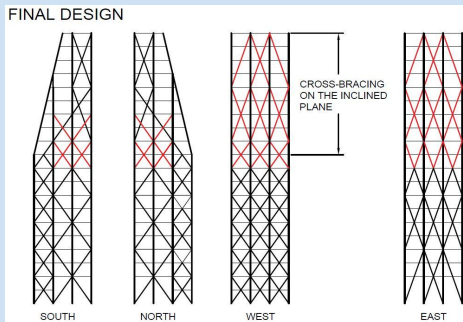 FINAL DESIGN
CROSS-BRACING
ON THE INCLINED
PLANE
SOUTH
NORTH
WEST
EAST